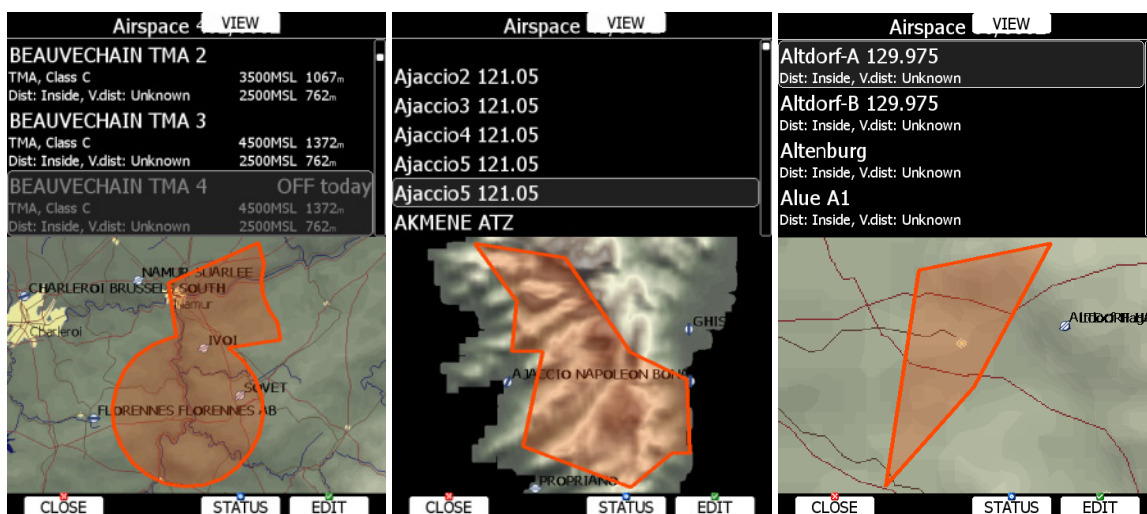 Airspace
VIEW
BEAUVECHAIN TMA 2
TMA, Class C 3500MSL 1067m
Dist: Inside, V.dist: Unknown 2500MSL 762m
BEAUVECHAIN TMA 3
TMA, Class C 4500MSL 1372m
Dist: Inside, V.dist: Unknown 2500MSL 762m
BEAUVECHAIN TMA 4 OFF today
TMA, Class C 4500MSL 1372m
Dist: Inside, V.dist: Unknown 2500MSL 762m
NAMUR SUARLEE
CHARLEROI BRUSSELS SOUTH
Namur
Charleroi
IVOI
SOVET
FLORENNES FLORENNES AB
CLOSE STATUS EDIT
Airspace
VIEW
Ajaccio2 121.05
Ajaccio3 121.05
Ajaccio4 121.05
Ajaccio5 121.05
Ajaccio5 121.05
AKMENE ATZ
GHIS
AJACCIO NAPOLEON BON
PROPRIANO
CLOSE STATUS EDIT
Airspace
VIEW
Altdorf-A 129.975
Dist: Inside, V.dist: Unknown
Altdorf-B 129.975
Dist: Inside, V.dist: Unknown
Altenburg
Dist: Inside, V.dist: Unknown
Alue A1
Dist: Inside, V.dist: Unknown
CLOSE STATUS EDIT